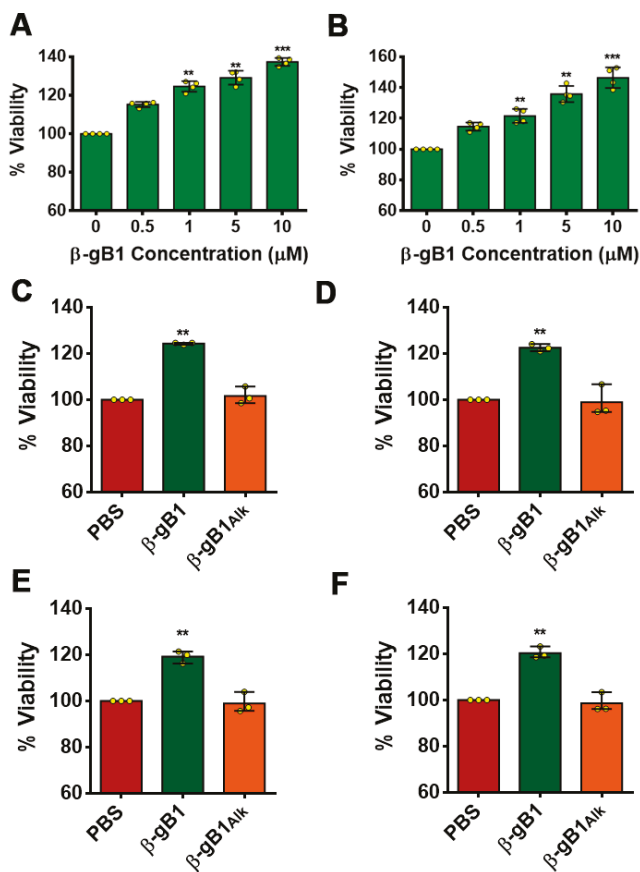 A
% Viability
140
120
100
80
60
** ** ***
0 0.5 1 5 10
β-gB1 Concentration (μM)
B
% Viability
160
140
120
100
80
60
** ** ***
0 0.5 1 5 10
β-gB1 Concentration (μM)
C
% Viability
140
120
100
80
60
**
PBS
β-gB1
β-gB1Alk
D
% Viability
140
120
100
80
60
**
PBS
β-gB1
β-gB1Alk
E
% Viability
140
120
100
80
60
**
PBS
β-gB1
β-gB1Alk
F
% Viability
140
120
100
80
60
**
PBS
β-gB1
β-gB1Alk